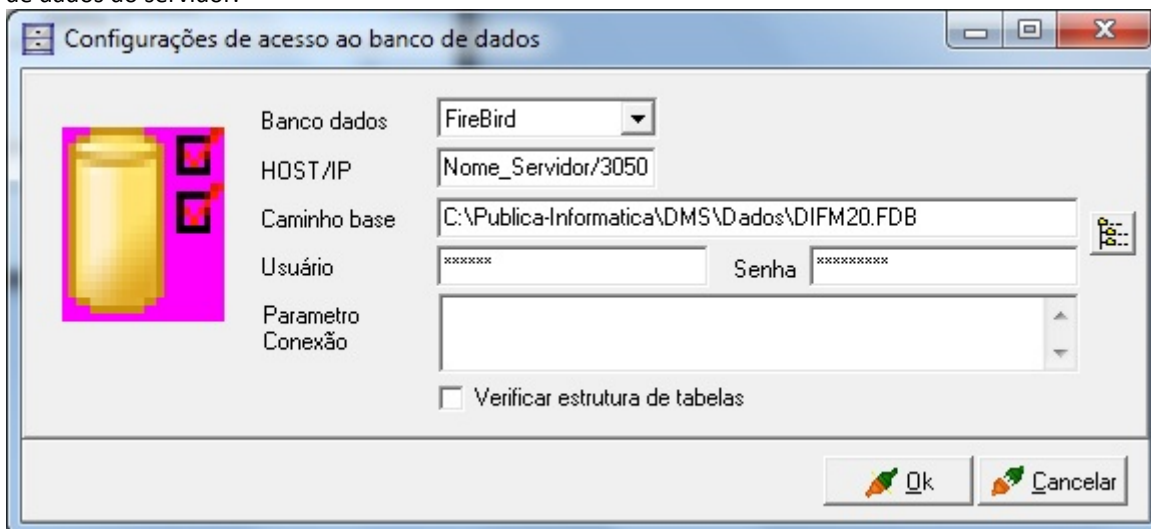 de dados do servidor.
Configurações de acesso ao banco de dados
Banco dados FireBird
HOST/IP Nome_Servidor/3050
Caminho base C:\Publica-Informatica\DMS\Dados\DIFM20.FDB
Usuário ****** Senha *********
Parametro
Conexão
Verificar estrutura de tabelas
Ok Cancelar